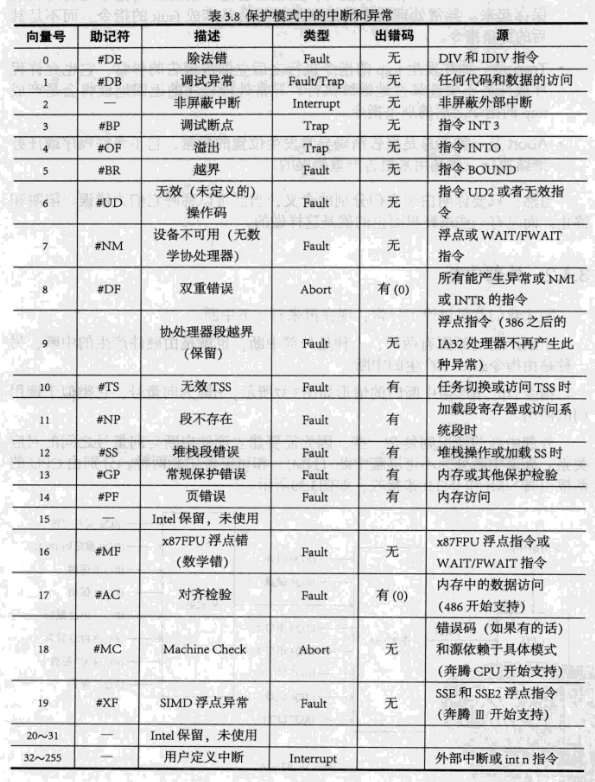 表 3.8 保护模式中的中断和异常
向量号 助记符 描述 类型 出错码 源
0 #DE 除法错 Fault 无 DIV 和 IDIV 指令
1 #DB 调试异常 Fault/Trap 无 任何代码和数据的访问
2 — 非屏蔽中断 Interrupt 无 非屏蔽外部中断
3 #BP 调试断点 Trap 无 指令 INT 3
4 #OF 溢出 Trap 无 指令 INTO
5 #BR 越界 Fault 无 指令 BOUND
6 #UD 无效（未定义的）
操作码 Fault 无 指令 UD2 或者无效指
令
7 #NM 设备不可用（无数
学协处理器） Fault 无 浮点或 WAIT/FWAIT
指令
8 #DF 双重错误 Abort 有 (0) 所有能产生异常或 NMI
或 INTR 的指令
9 协处理器段越界
（保留） Fault 无 浮点指令（386 之后的
IA32 处理器不再产生此
种异常）
10 #TS 无效 TSS Fault 有 任务切换或访问 TSS 时
11 #NP 段不存在 Fault 有 加载段寄存器或访问系
统段时
12 #SS 堆栈段错误 Fault 有 堆栈操作或加载 SS 时
13 #GP 常规保护错误 Fault 有 内存或其他保护检验
14 #PF 页错误 Fault 有 内存访问
15 — Intel 保留，未使用
16 #MF x87FPU 浮点错
（数学错） Fault 无 x87FPU 浮点指令或
WAIT/FWAIT 指令
17 #AC 对齐检验 Fault 有 (0) 内存中的数据访问
（486 开始支持）
18 #MC Machine Check Abort 无 错误码（如果有的话）
和源依赖于具体模式
（奔腾 CPU 开始支持）
19 #XF SIMD 浮点异常 Fault 无 SSE 和 SSE2 浮点指令
（奔腾 Ⅲ 开始支持）
20～31 — Intel 保留，未使用
32～255 — 用户定义中断 Interrupt 外部中断或 int n 指令